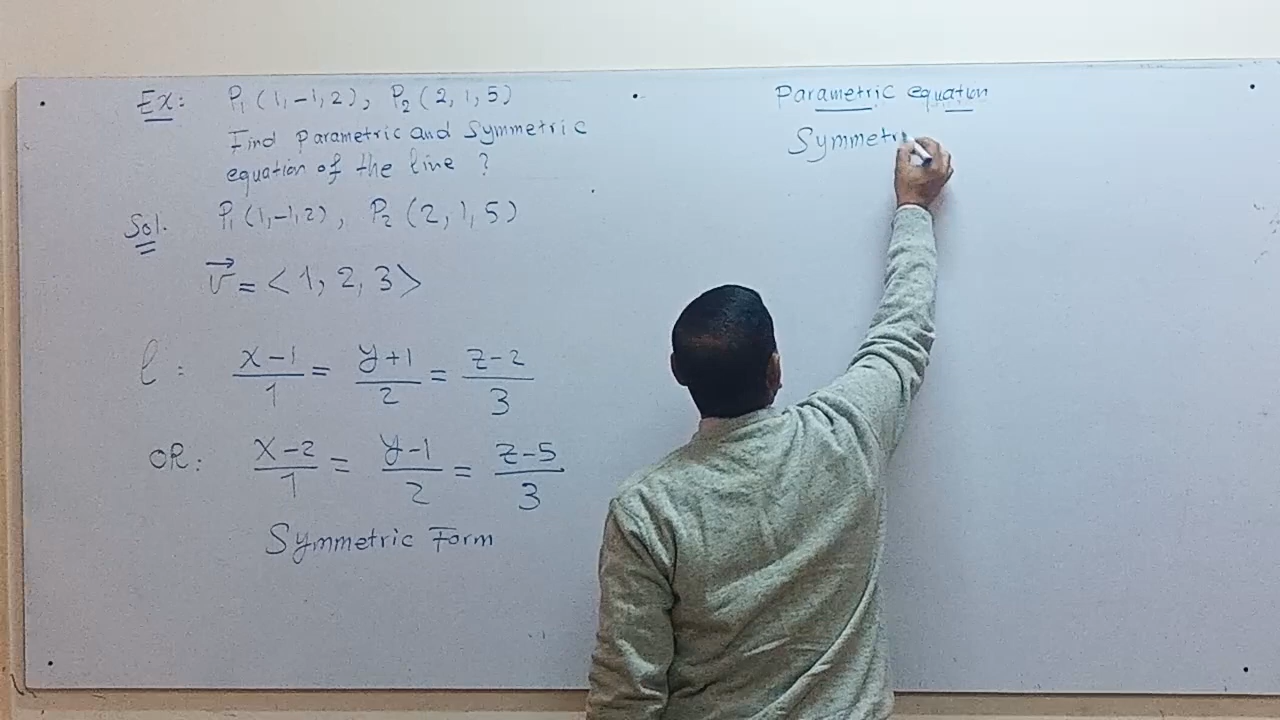 Ex: P₁(1,-1,2), P₂(2,1,5)
Find Parametric and Symmetric
equation of the line ?
Sol. P₁(1,-1,2), P₂(2,1,5)
v⃗ = <1, 2, 3>
l: (x-1)/1 = (y+1)/2 = (z-2)/3
OR: (x-2)/1 = (y-1)/2 = (z-5)/3
Symmetric Form
Parametric equation
Symmetr